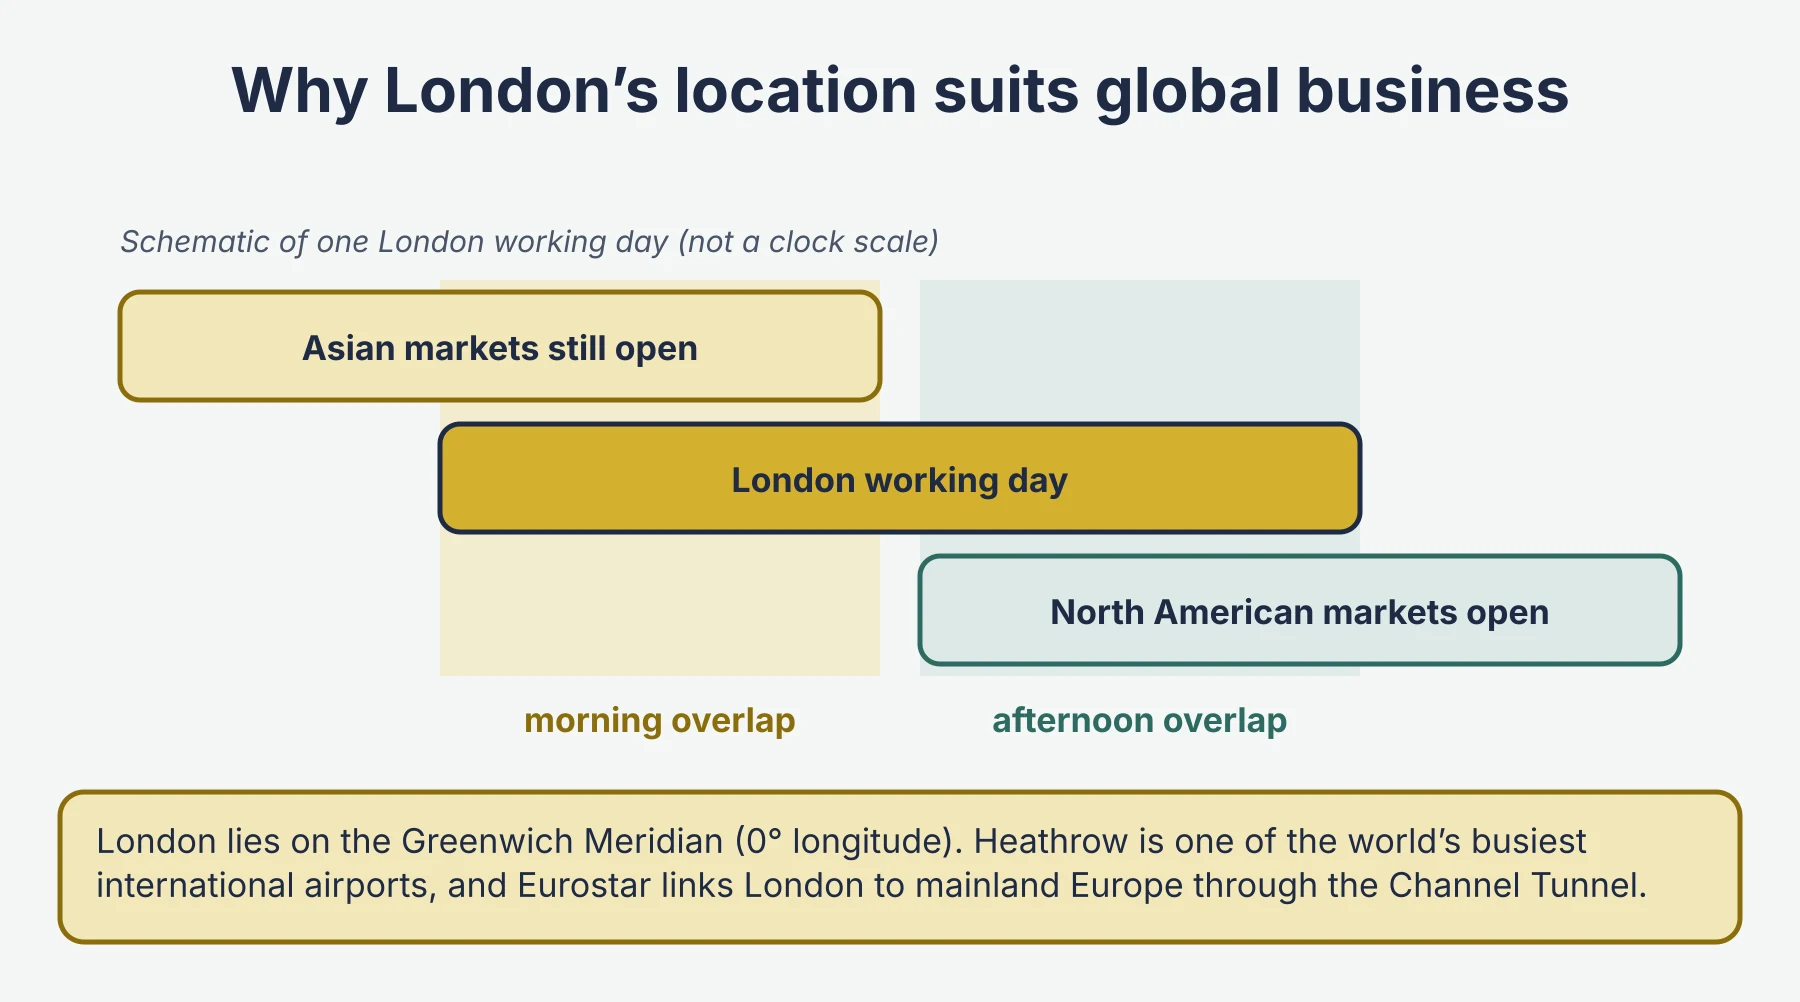 Why London’s location suits global business
Schematic of one London working day (not a clock scale)
Asian markets still open
London working day
North American markets open
morning overlap
afternoon overlap
London lies on the Greenwich Meridian (0° longitude). Heathrow is one of the world’s busiest
international airports, and Eurostar links London to mainland Europe through the Channel Tunnel.